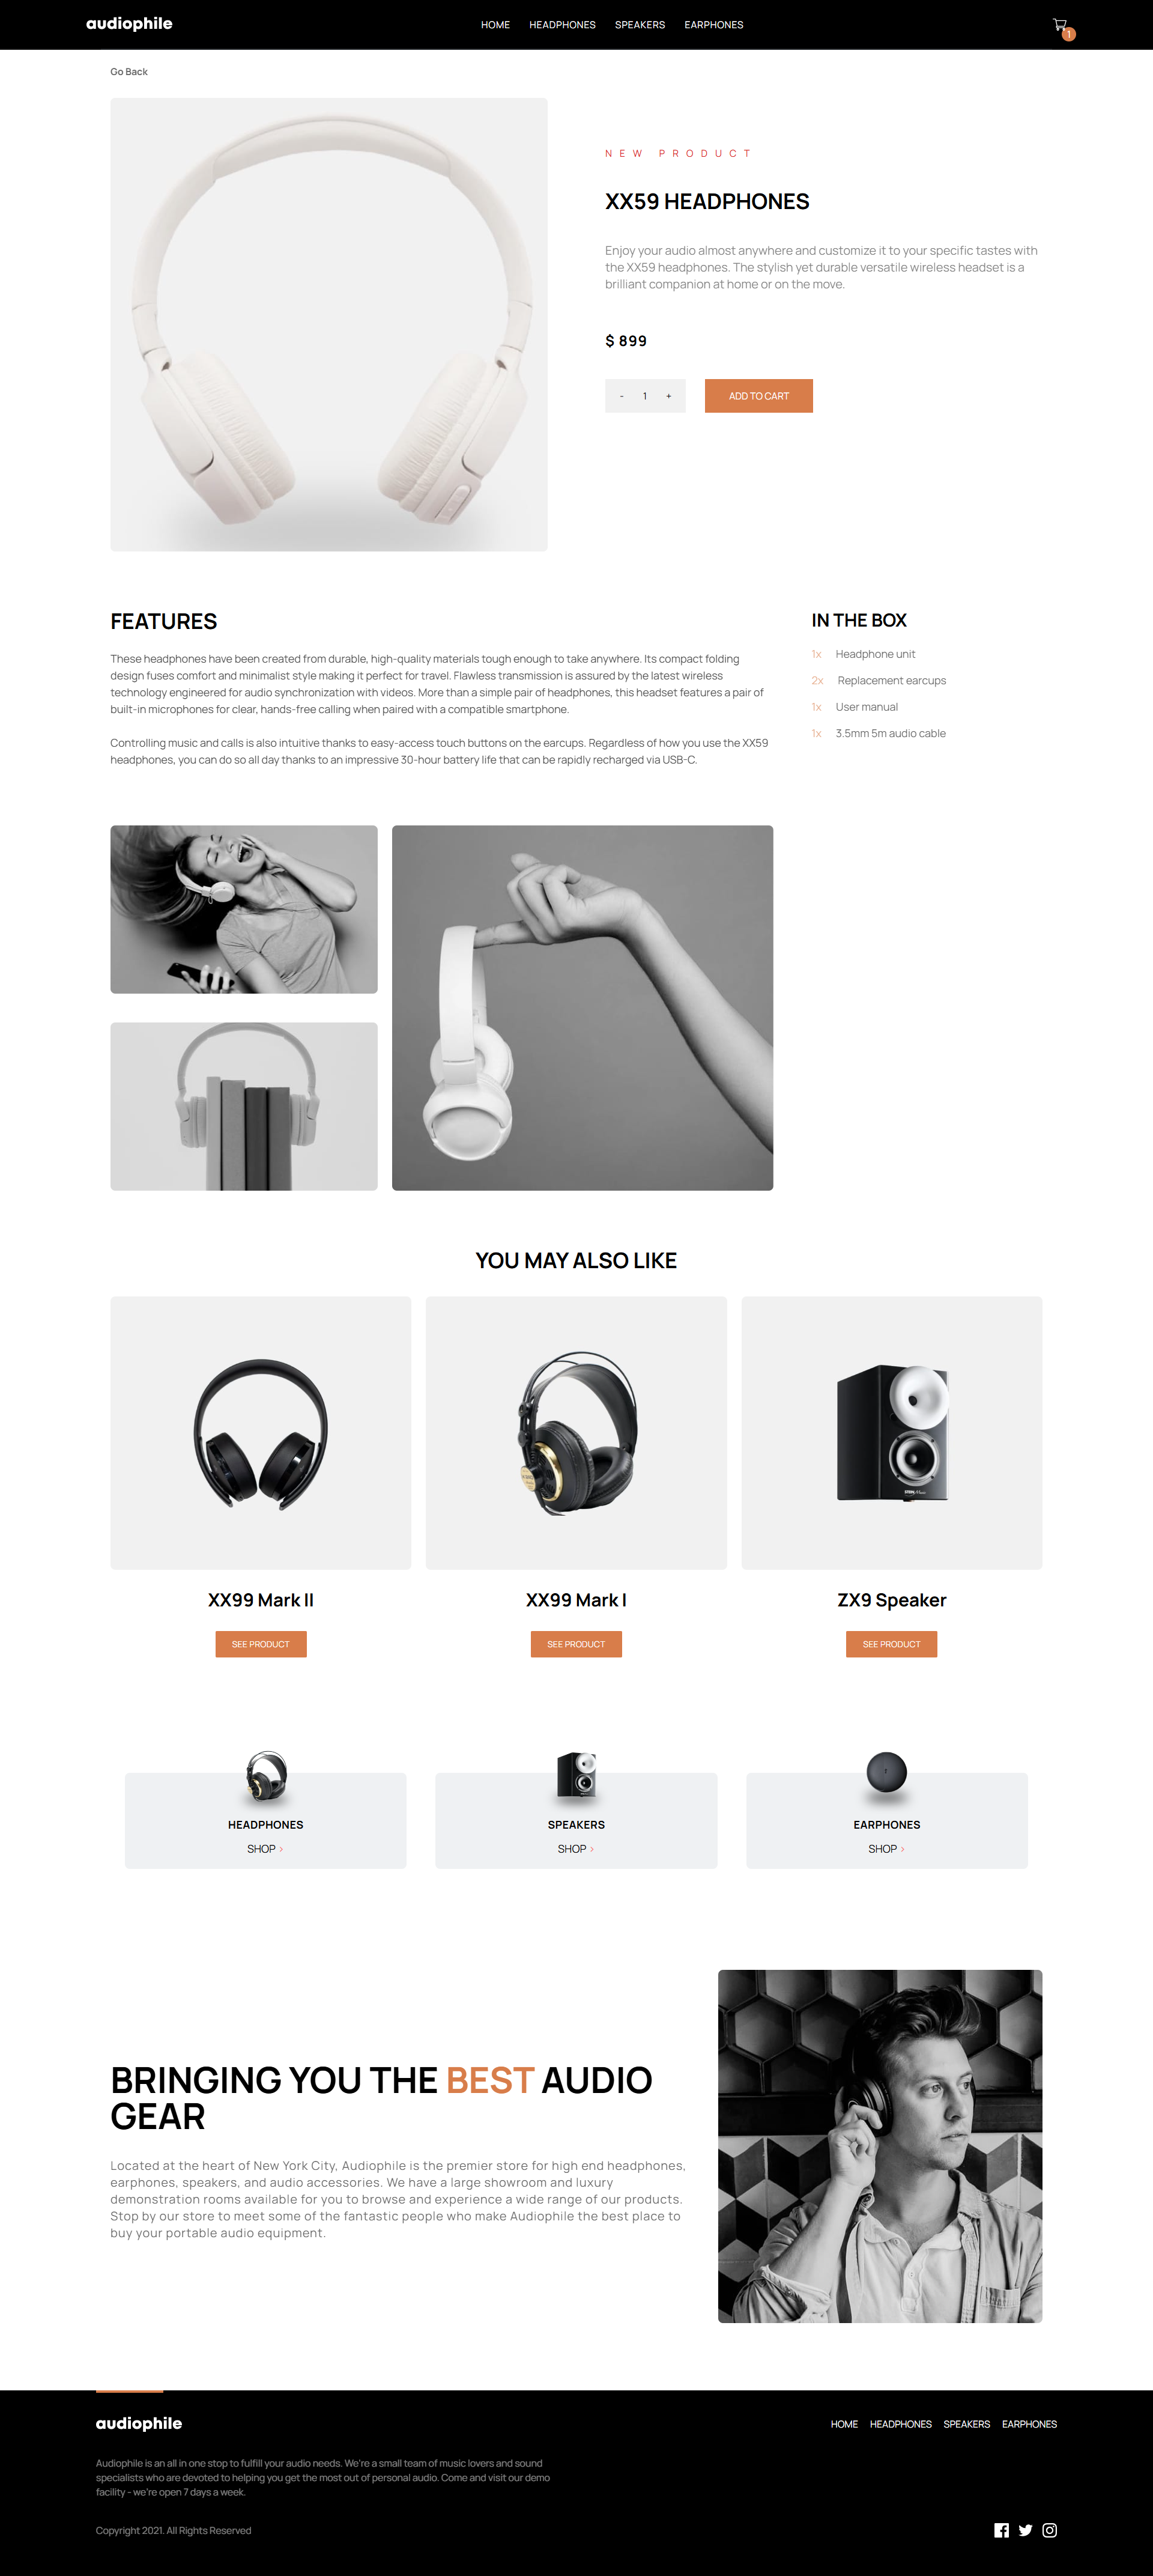 audiophile
HOME HEADPHONES SPEAKERS EARPHONES
1
Go Back
NEW PRODUCT
XX59 HEADPHONES
Enjoy your audio almost anywhere and customize it to your specific tastes with
the XX59 headphones. The stylish yet durable versatile wireless headset is a
brilliant companion at home or on the move.
$ 899
- 1 +
ADD TO CART
FEATURES
These headphones have been created from durable, high-quality materials tough enough to take anywhere. Its compact folding
design fuses comfort and minimalist style making it perfect for travel. Flawless transmission is assured by the latest wireless
technology engineered for audio synchronization with videos. More than a simple pair of headphones, this headset features a pair of
built-in microphones for clear, hands-free calling when paired with a compatible smartphone.
Controlling music and calls is also intuitive thanks to easy-access touch buttons on the earcups. Regardless of how you use the XX59
headphones, you can do so all day thanks to an impressive 30-hour battery life that can be rapidly recharged via USB-C.
IN THE BOX
1x Headphone unit
2x Replacement earcups
1x User manual
1x 3.5mm 5m audio cable
YOU MAY ALSO LIKE
XX99 Mark II
SEE PRODUCT
XX99 Mark I
SEE PRODUCT
ZX9 Speaker
SEE PRODUCT
HEADPHONES
SHOP >
SPEAKERS
SHOP >
EARPHONES
SHOP >
BRINGING YOU THE BEST AUDIO
GEAR
Located at the heart of New York City, Audiophile is the premier store for high end headphones,
earphones, speakers, and audio accessories. We have a large showroom and luxury
demonstration rooms available for you to browse and experience a wide range of our products.
Stop by our store to meet some of the fantastic people who make Audiophile the best place to
buy your portable audio equipment.
audiophile
HOME HEADPHONES SPEAKERS EARPHONES
Audiophile is an all in one stop to fulfill your audio needs. We're a small team of music lovers and sound
specialists who are devoted to helping you get the most out of personal audio. Come and visit our demo
facility - we're open 7 days a week.
Copyright 2021. All Rights Reserved